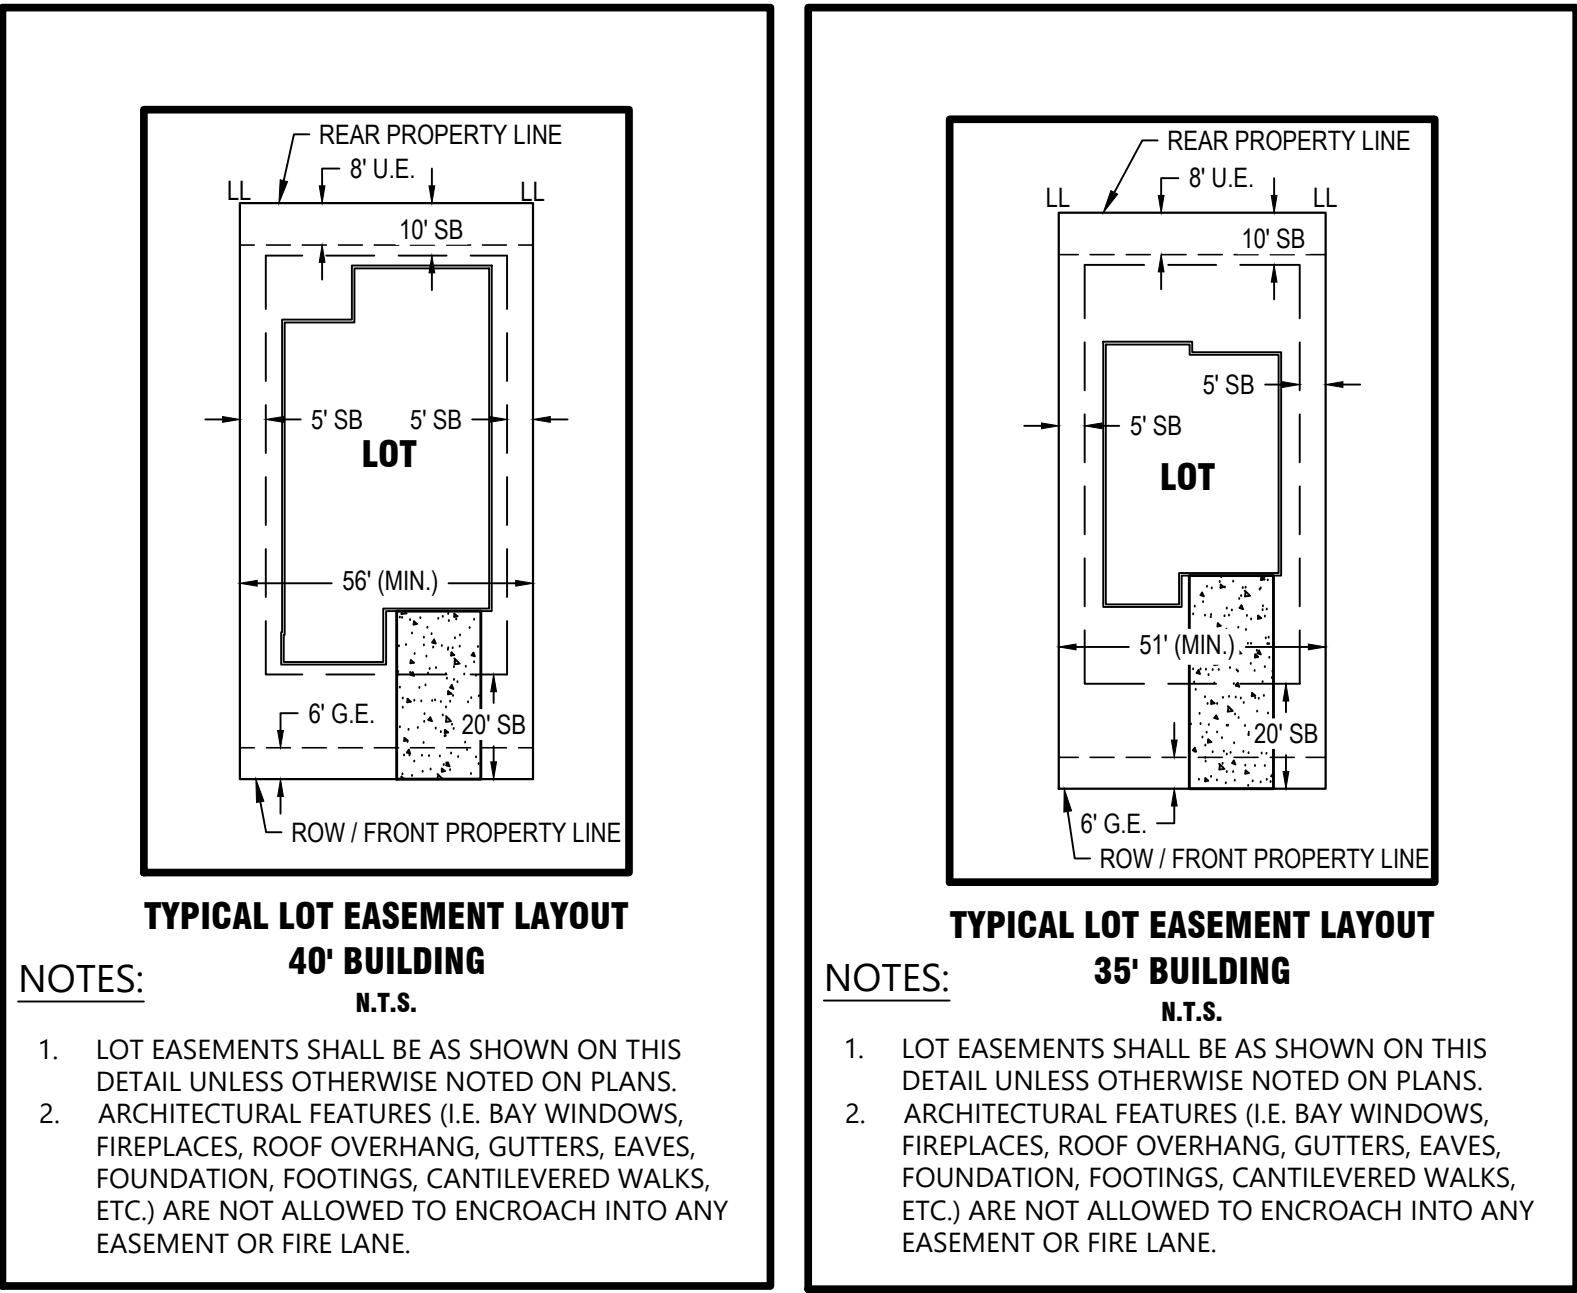 REAR PROPERTY LINE
8' U.E.
LL
LL
10' SB
5' SB
5' SB
LOT
56' (MIN.)
6' G.E.
20' SB
ROW / FRONT PROPERTY LINE
TYPICAL LOT EASEMENT LAYOUT
40' BUILDING
N.T.S.
NOTES:
1. LOT EASEMENTS SHALL BE AS SHOWN ON THIS
DETAIL UNLESS OTHERWISE NOTED ON PLANS.
2. ARCHITECTURAL FEATURES (I.E. BAY WINDOWS,
FIREPLACES, ROOF OVERHANG, GUTTERS, EAVES,
FOUNDATION, FOOTINGS, CANTILEVERED WALKS,
ETC.) ARE NOT ALLOWED TO ENCROACH INTO ANY
EASEMENT OR FIRE LANE.
REAR PROPERTY LINE
8' U.E.
LL
LL
10' SB
5' SB
5' SB
LOT
51' (MIN.)
20' SB
6' G.E.
ROW / FRONT PROPERTY LINE
TYPICAL LOT EASEMENT LAYOUT
35' BUILDING
N.T.S.
NOTES:
1. LOT EASEMENTS SHALL BE AS SHOWN ON THIS
DETAIL UNLESS OTHERWISE NOTED ON PLANS.
2. ARCHITECTURAL FEATURES (I.E. BAY WINDOWS,
FIREPLACES, ROOF OVERHANG, GUTTERS, EAVES,
FOUNDATION, FOOTINGS, CANTILEVERED WALKS,
ETC.) ARE NOT ALLOWED TO ENCROACH INTO ANY
EASEMENT OR FIRE LANE.